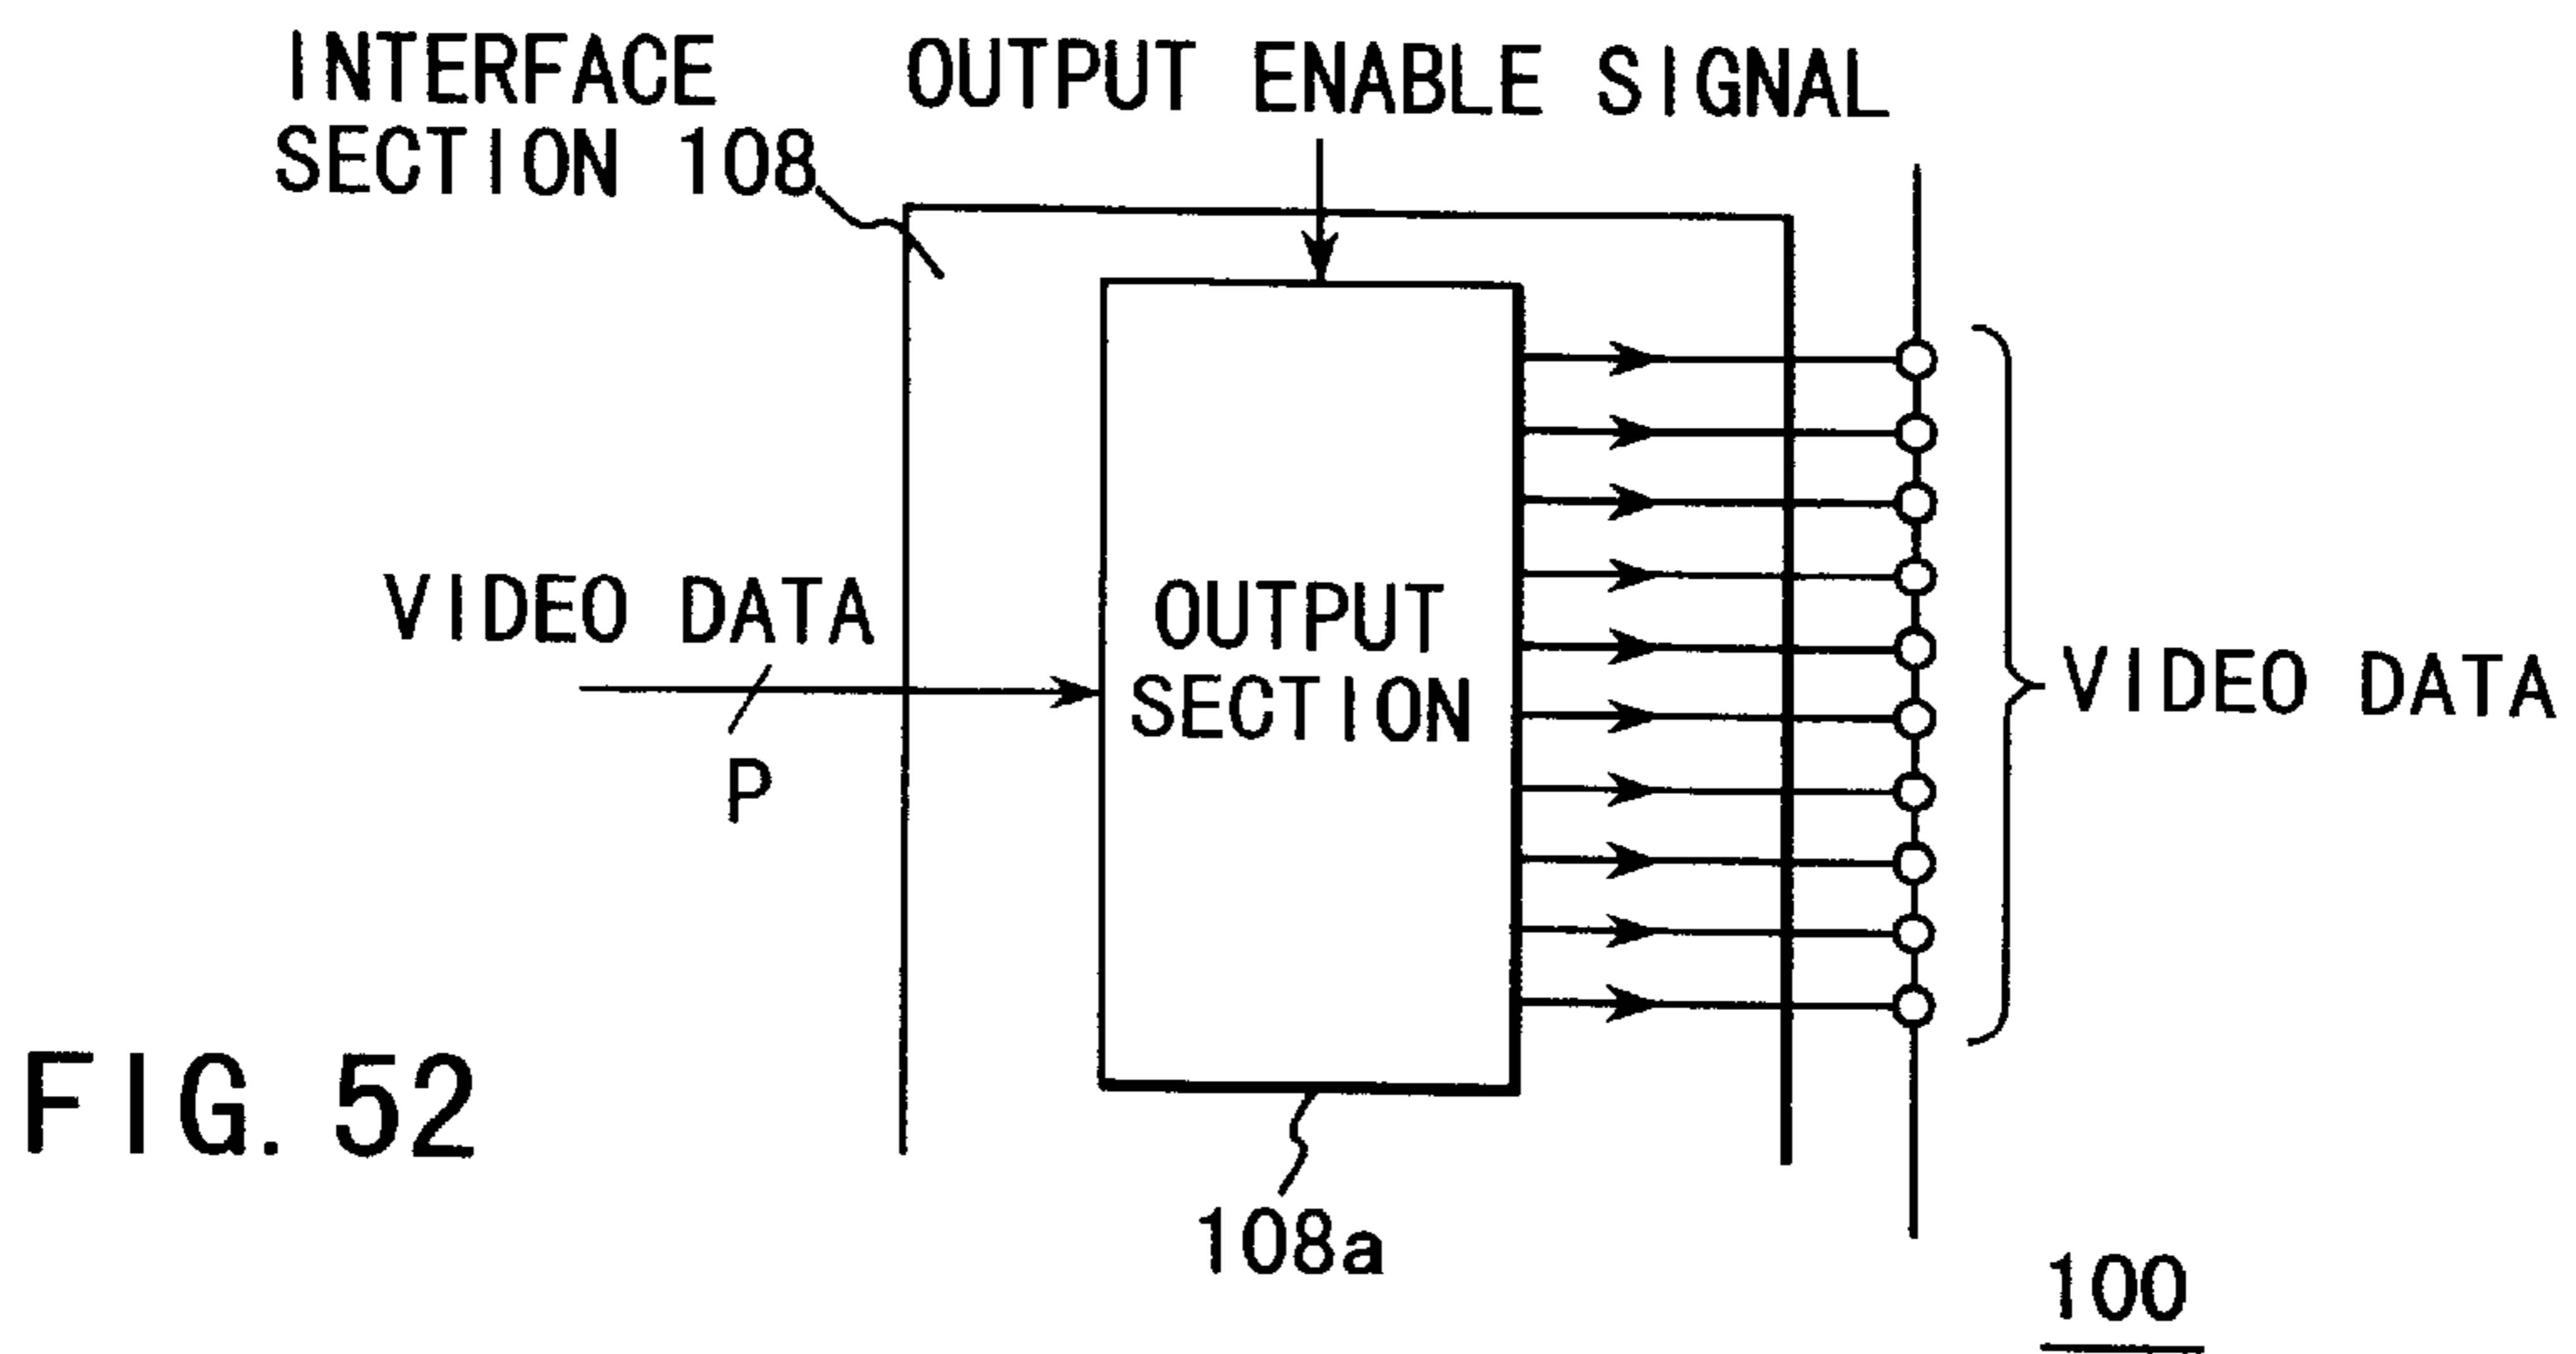 INTERFACE
SECTION 108
OUTPUT ENABLE SIGNAL
VIDEO DATA
P
OUTPUT
SECTION
VIDEO DATA
108a
FIG. 52
100